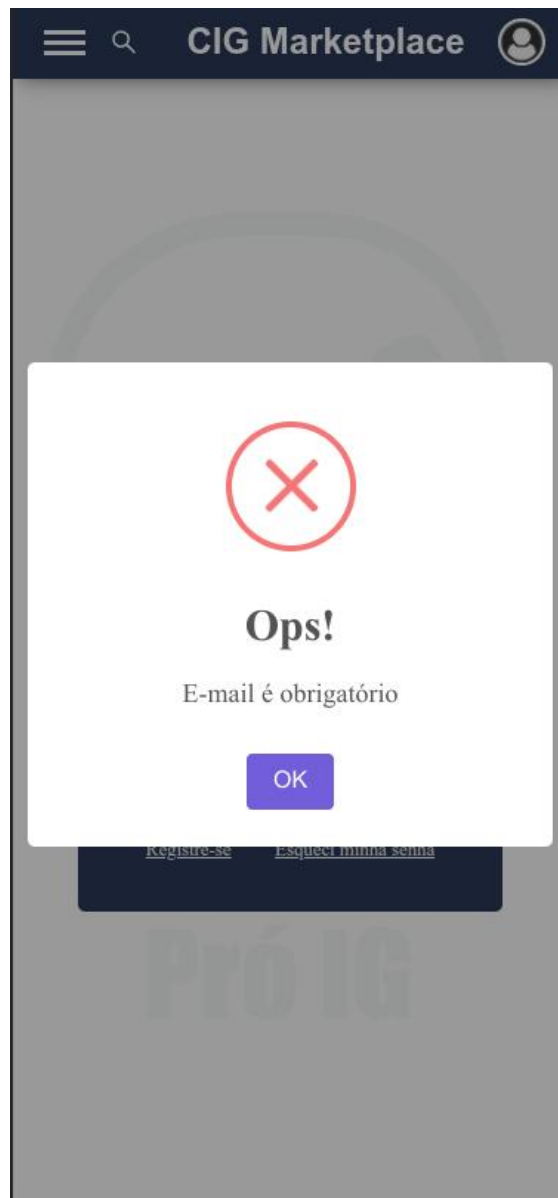 CIG Marketplace
Ops!
E-mail é obrigatório
OK
Registre-se Esqueci minha senha
Pró IG